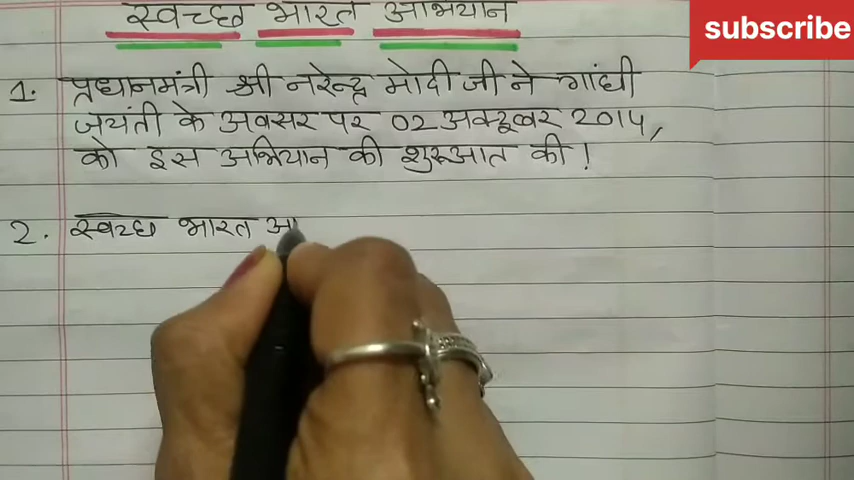 स्वच्छ भारत अभियान
subscribe
1. प्रधानमंत्री श्री नरेन्द्र मोदी जी ने गांधी
जयंती के अवसर पर 02 अक्टूबर 2014,
को इस अभियान की शुरूआत की !
2. स्वच्छ भारत अ